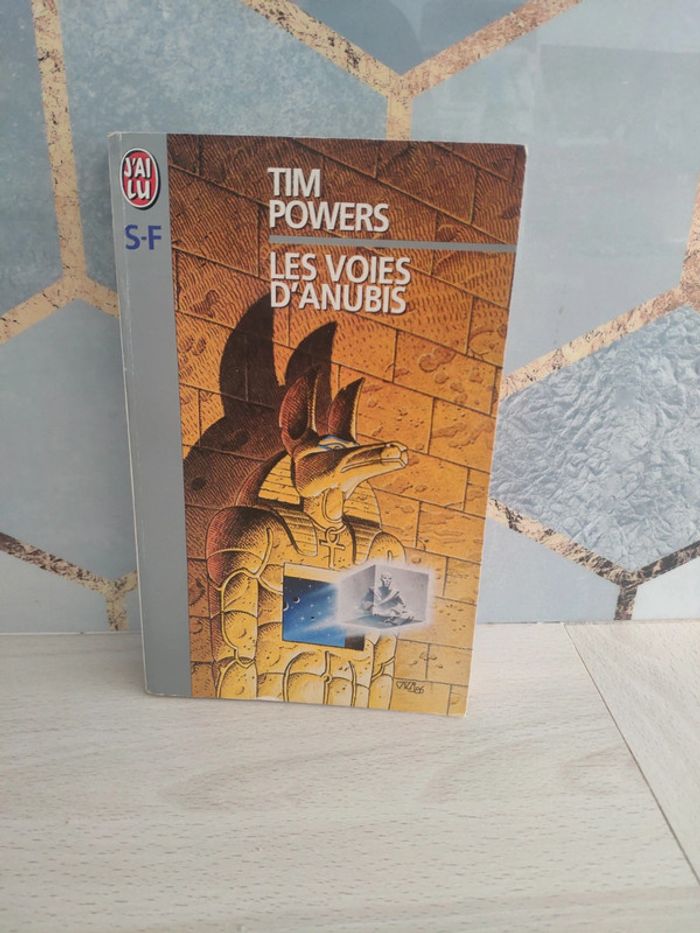 J'AI
LU
S-F
TIM
POWERS
LES VOIES
D'ANUBIS